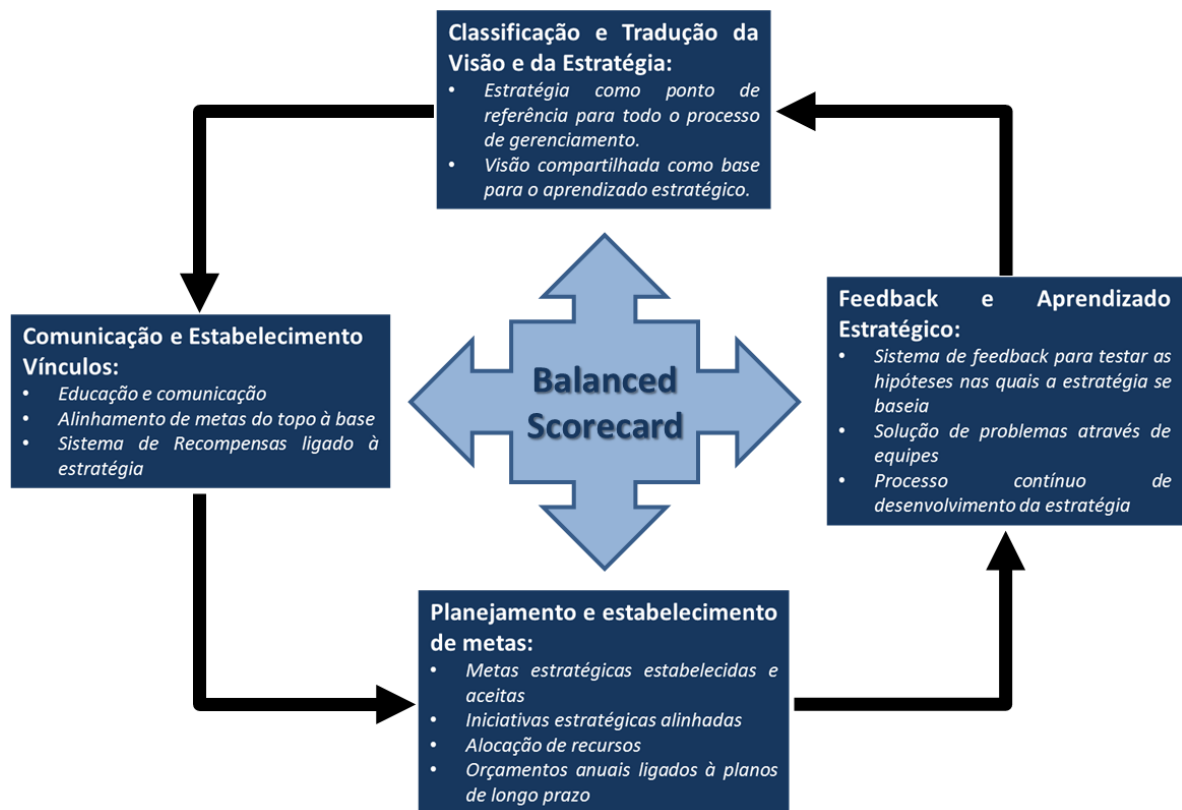 Classificação e Tradução da
Visão e da Estratégia:
• Estratégia como ponto de
referência para todo o processo
de gerenciamento.
• Visão compartilhada como base
para o aprendizado estratégico.
Comunicação e Estabelecimento
Vínculos:
• Educação e comunicação
• Alinhamento de metas do topo à base
• Sistema de Recompensas ligado à
estratégia
Balanced
Scorecard
Feedback e Aprendizado
Estratégico:
• Sistema de feedback para testar as
hipóteses nas quais a estratégia se
baseia
• Solução de problemas através de
equipes
• Processo contínuo de
desenvolvimento da estratégia
Planejamento e estabelecimento
de metas:
• Metas estratégicas estabelecidas e
aceitas
• Iniciativas estratégicas alinhadas
• Alocação de recursos
• Orçamentos anuais ligados à planos
de longo prazo